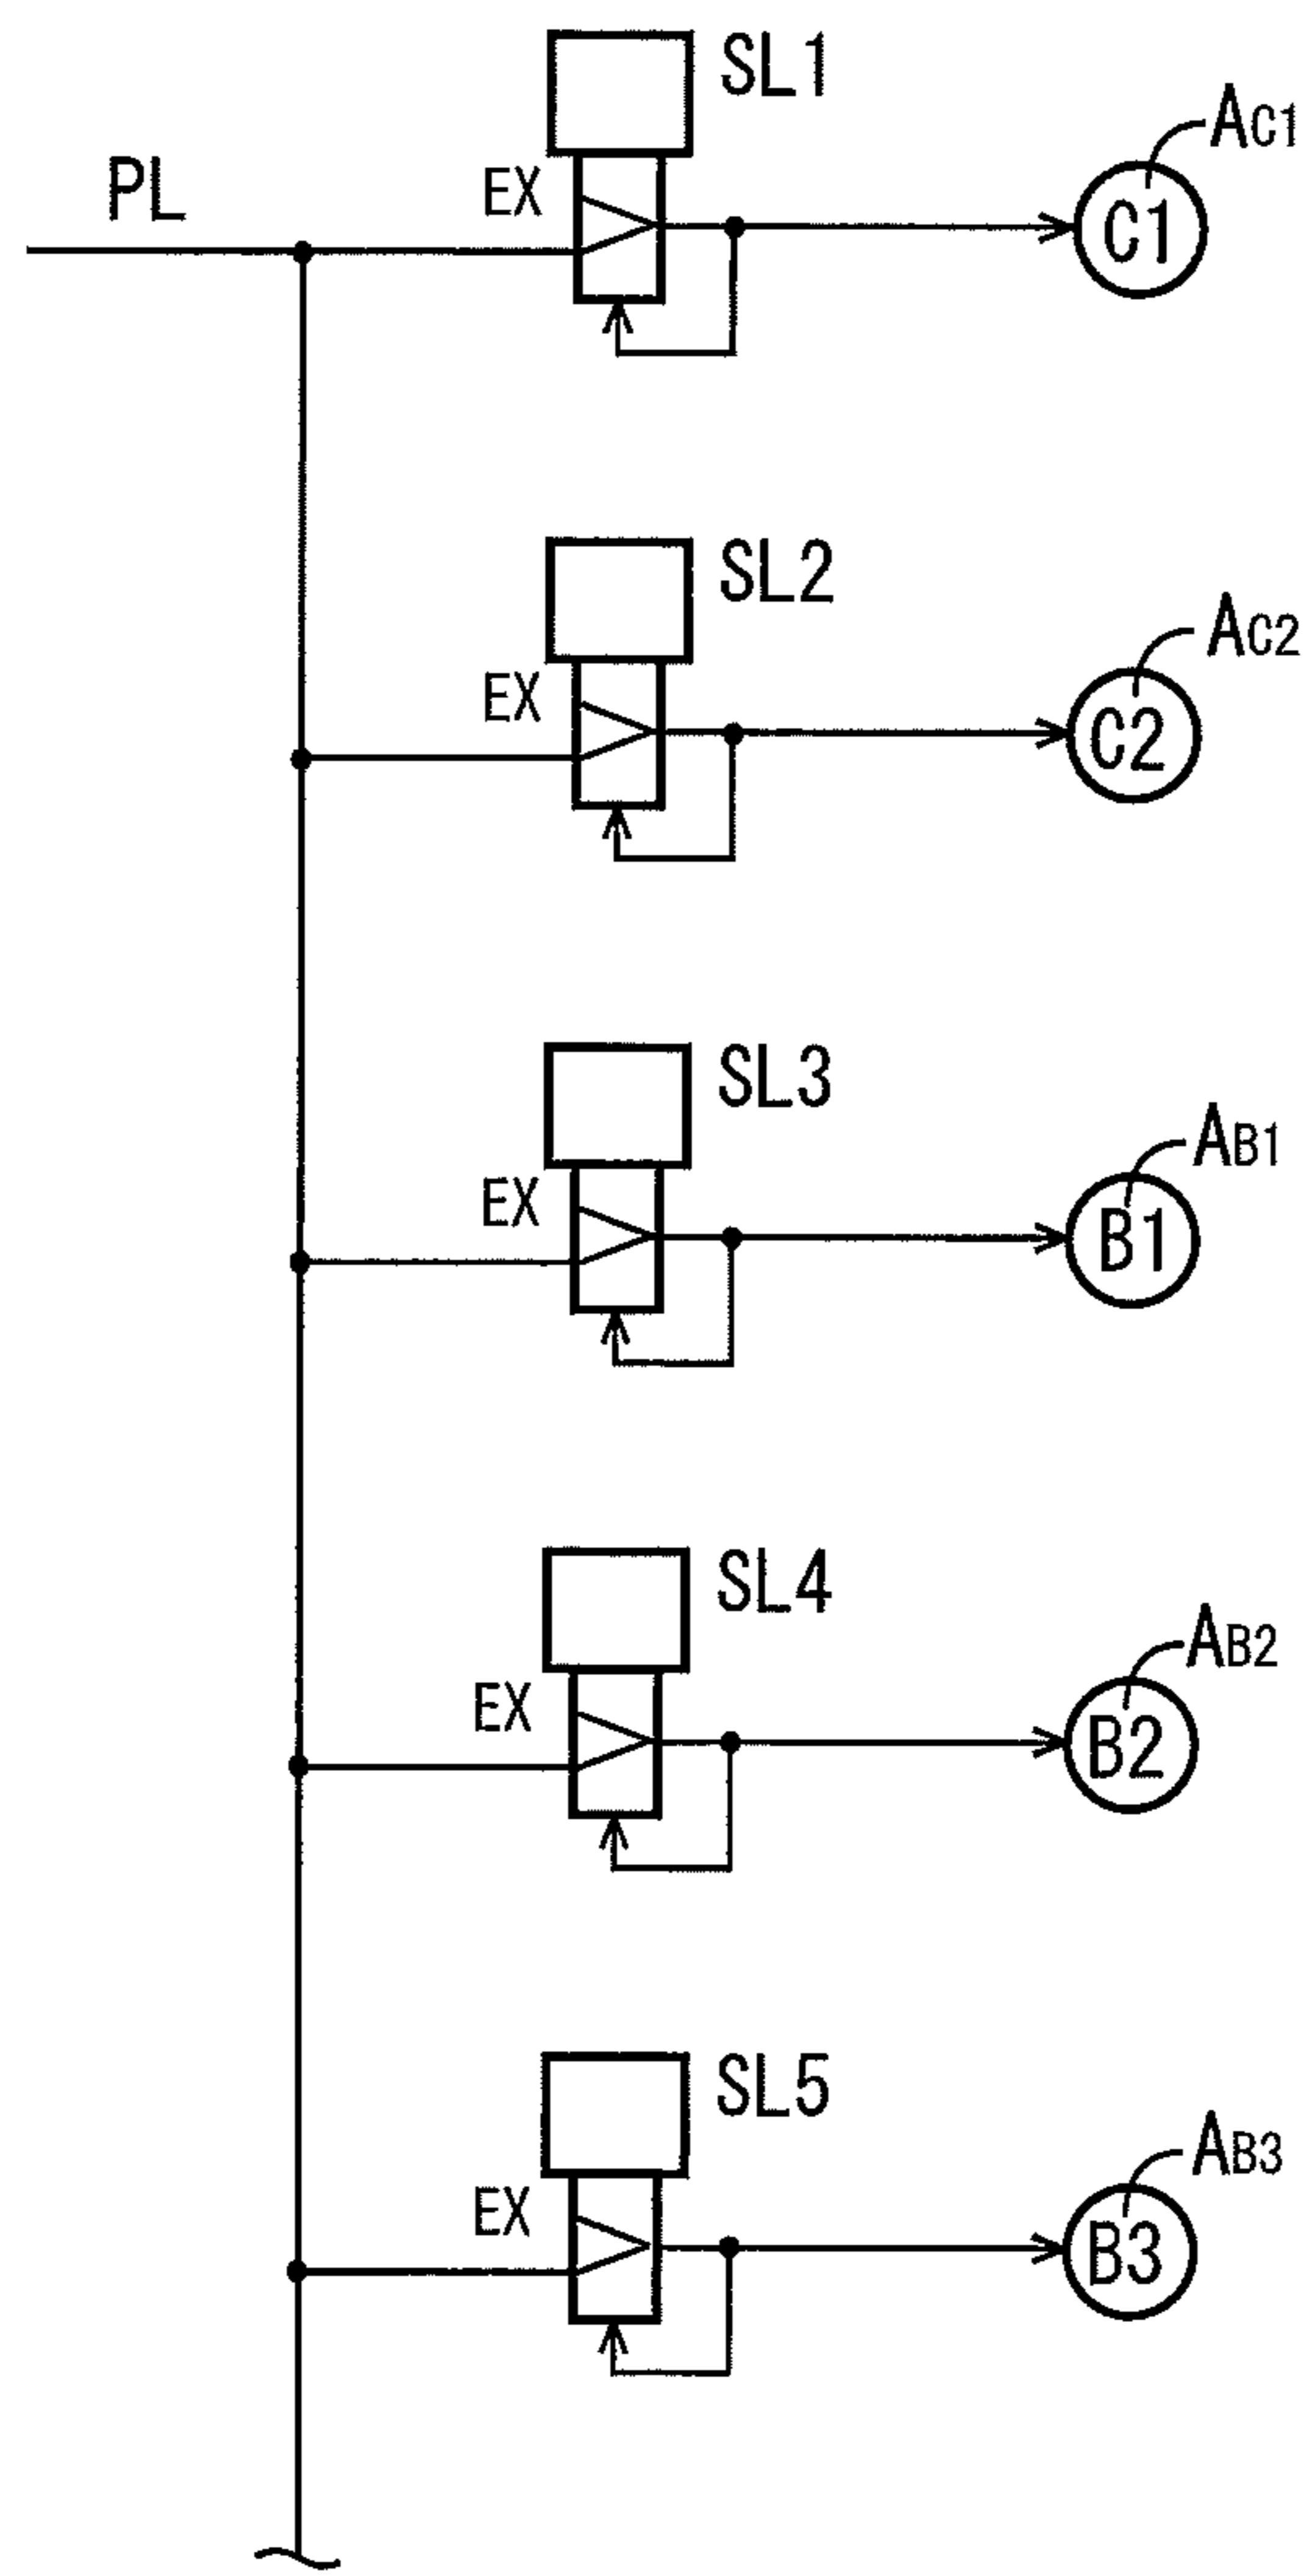 SL1
AC1
PL
EX
C1
SL2
AC2
EX
C2
SL3
AB1
EX
B1
SL4
AB2
EX
B2
SL5
AB3
EX
B3